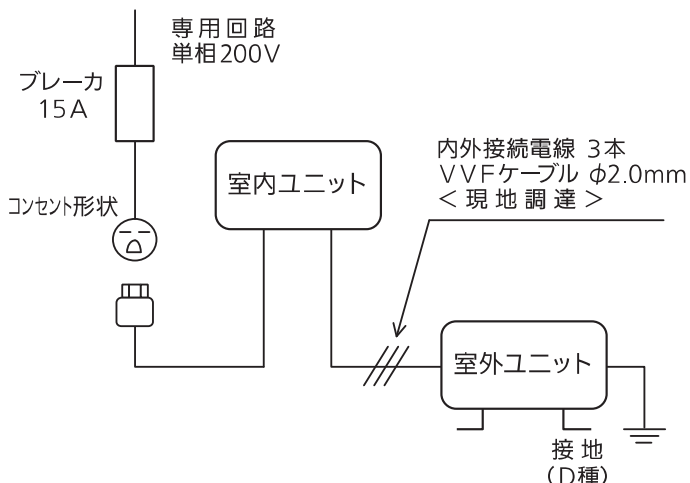 専用回路
単相200V
ブレーカ
15A
内外接続電線 3本
VVFケーブル φ2.0mm
<現地調達>
室内ユニット
コンセント形状
室外ユニット
接地
(D種)